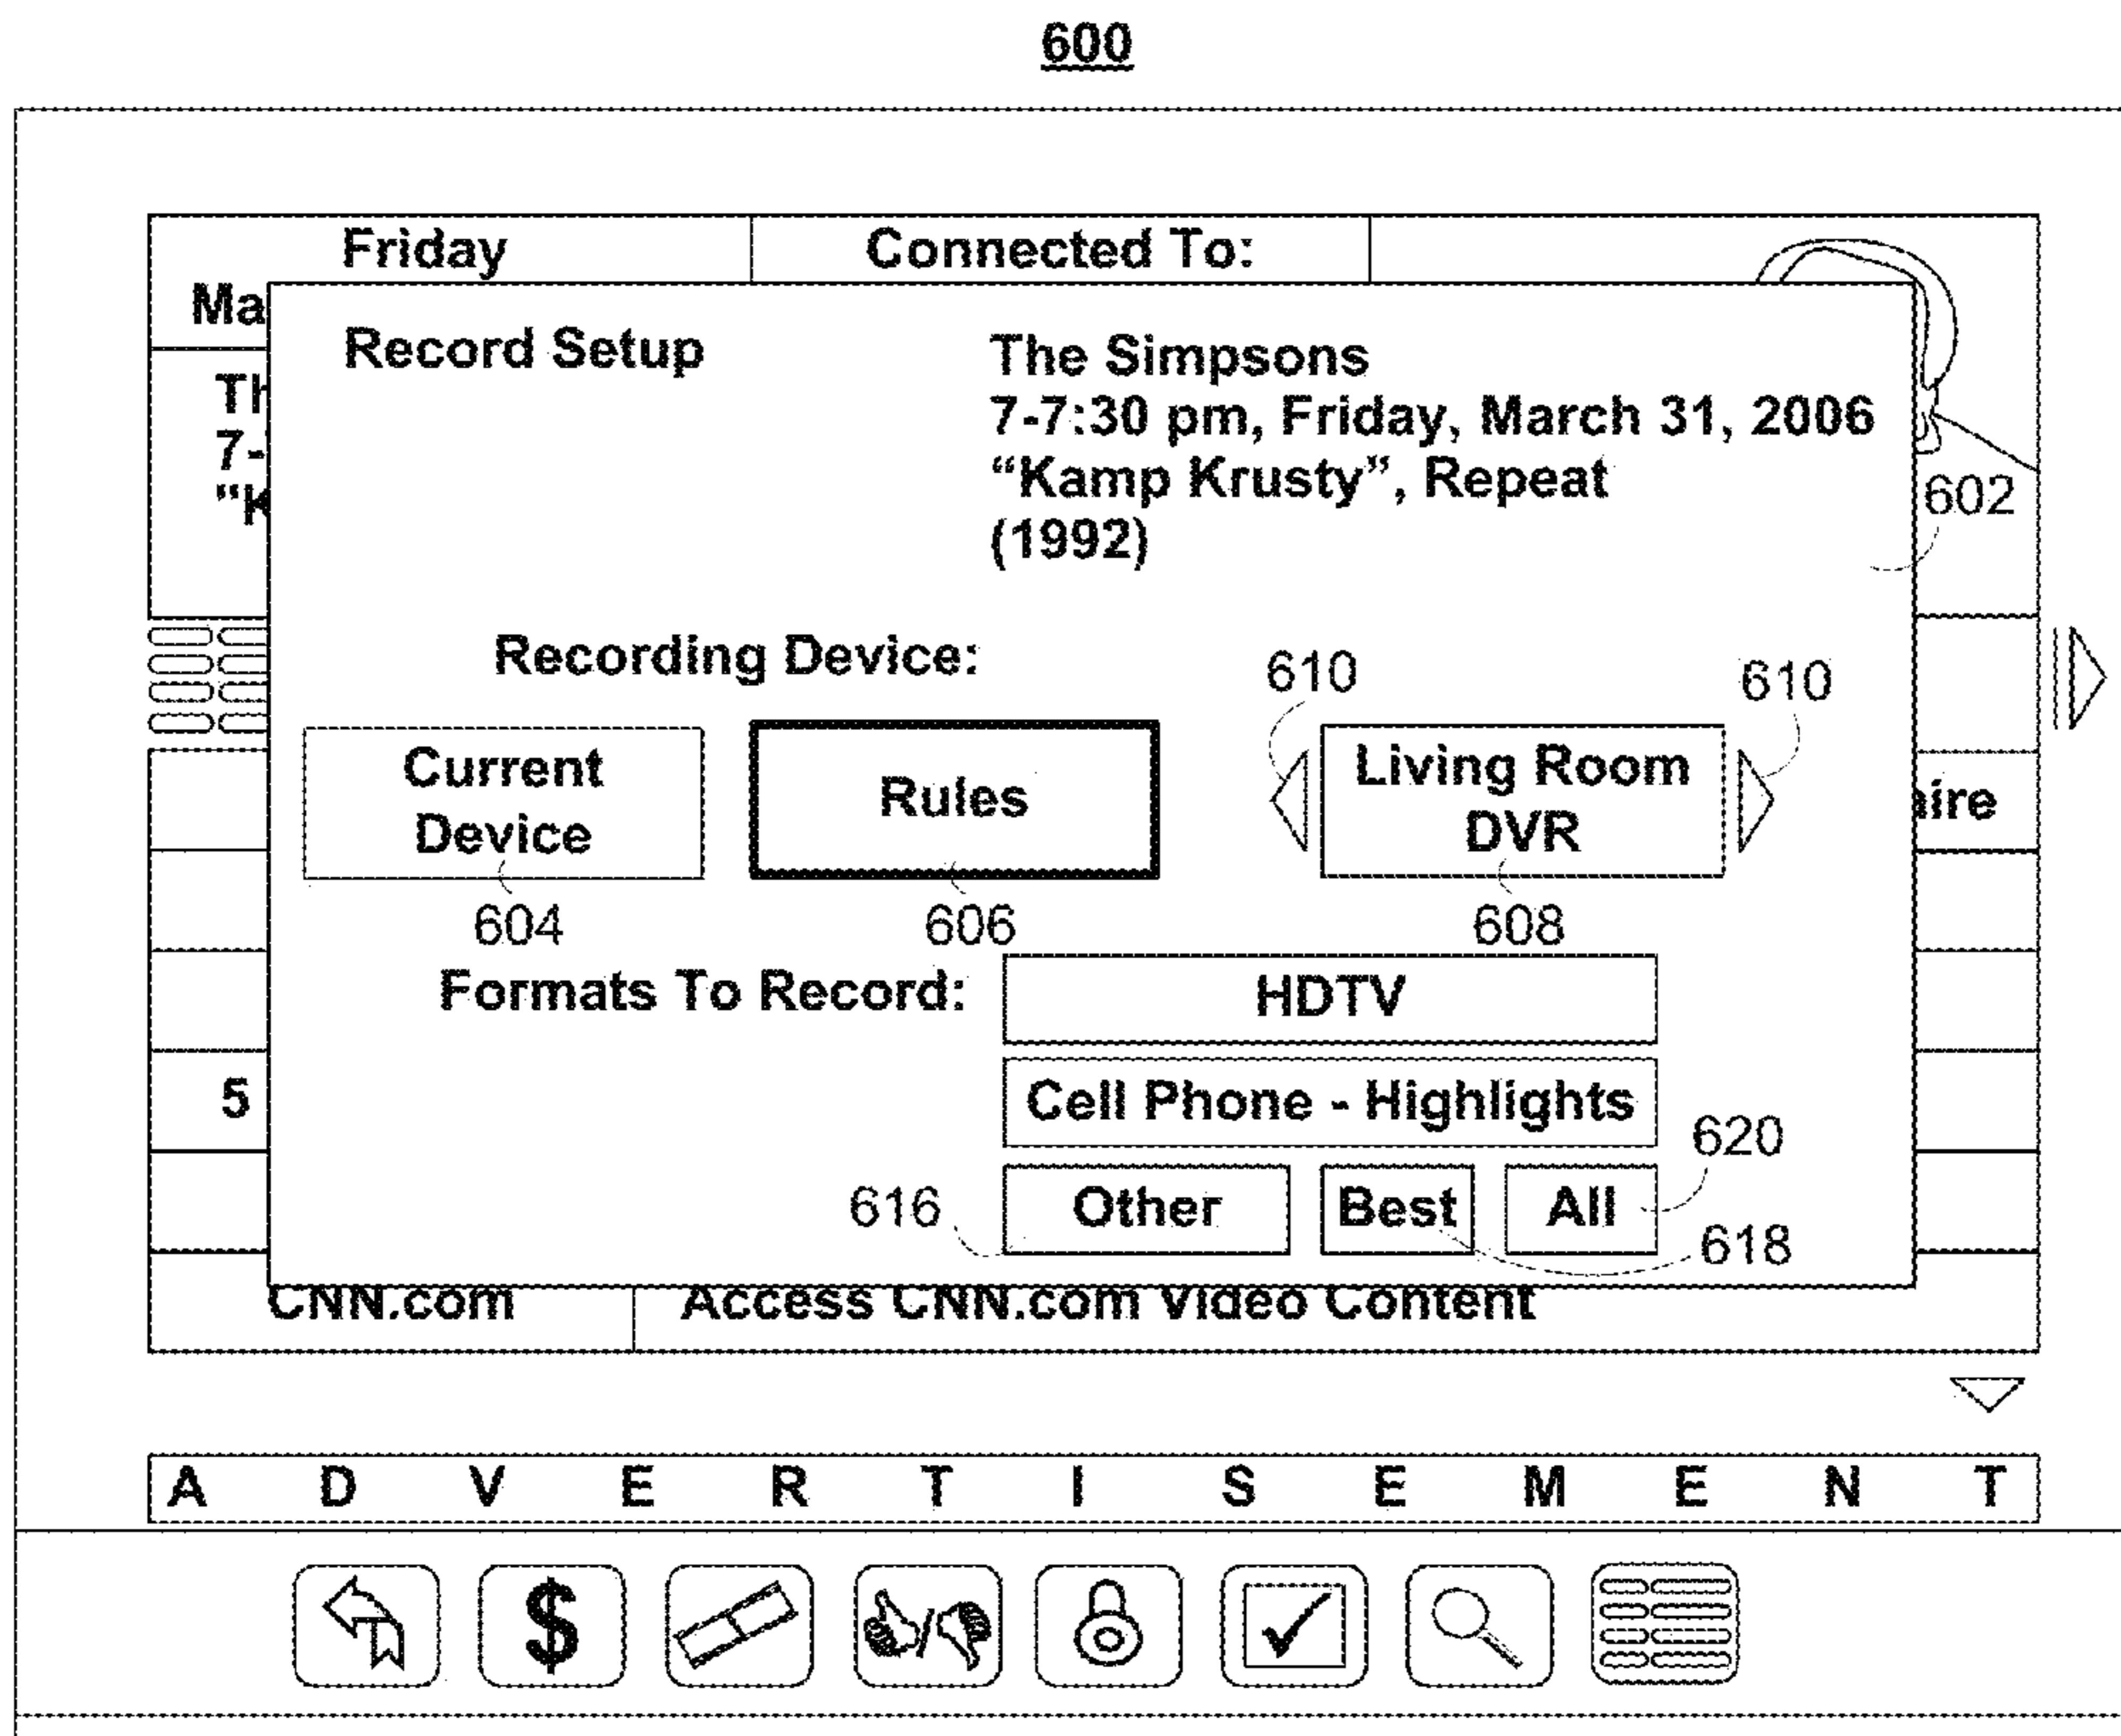 600
Friday Connected To:
Ma
Record Setup
The Simpsons
7-7:30 pm, Friday, March 31, 2006
“Kamp Krusty”, Repeat
(1992)
Th
7-
“K
602
Recording Device:
610 610
Current
Device
Rules
Living Room
DVR
604 606 608
Formats To Record:
HDTV
Cell Phone - Highlights
5
620
616 Other Best All
618
CNN.com Access CNN.com Video Content
A D V E R T I S E M E N T
$
/